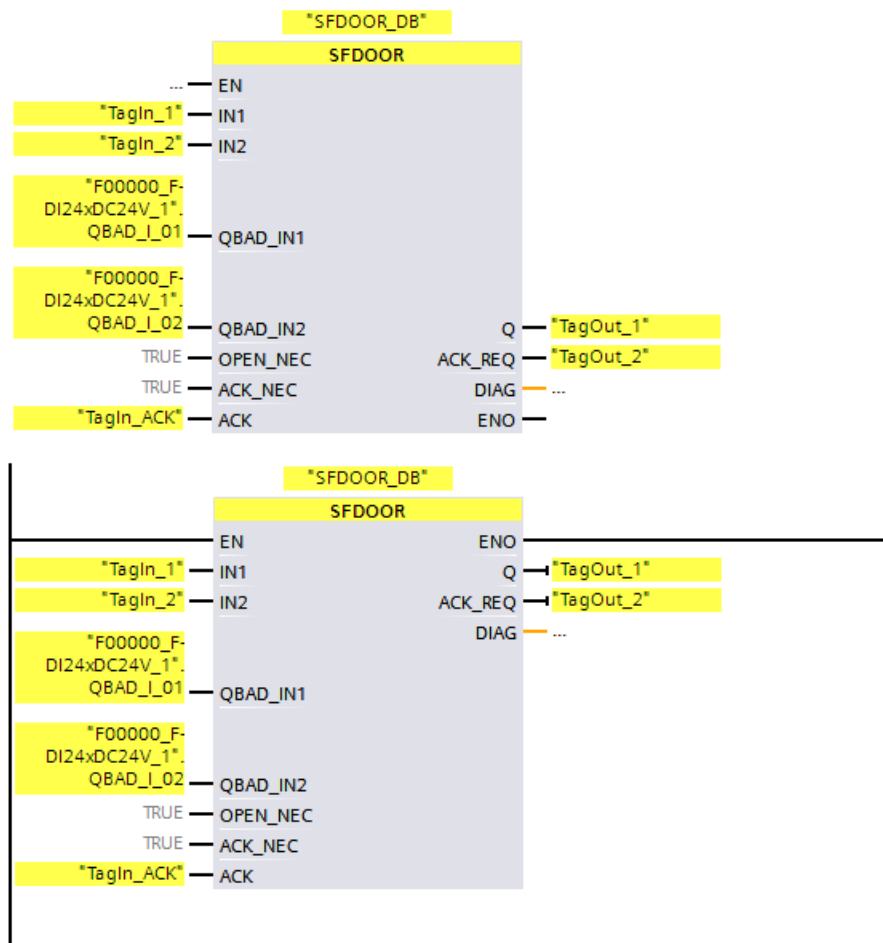 "SFDOOR_DB"
SFDOOR
... EN
"TagIn_1" IN1
"TagIn_2" IN2
"F00000_F-
DI24xDC24V_1".
QBAD_I_01 QBAD_IN1
"F00000_F-
DI24xDC24V_1".
QBAD_I_02 QBAD_IN2 Q "TagOut_1"
TRUE OPEN_NEC ACK_REQ "TagOut_2"
TRUE ACK_NEC DIAG ...
"TagIn_ACK" ACK ENO
"SFDOOR_DB"
SFDOOR
EN ENO
"TagIn_1" IN1 Q "TagOut_1"
"TagIn_2" IN2 ACK_REQ "TagOut_2"
DIAG ...
"F00000_F-
DI24xDC24V_1".
QBAD_I_01 QBAD_IN1
"F00000_F-
DI24xDC24V_1".
QBAD_I_02 QBAD_IN2
TRUE OPEN_NEC
TRUE ACK_NEC
"TagIn_ACK" ACK